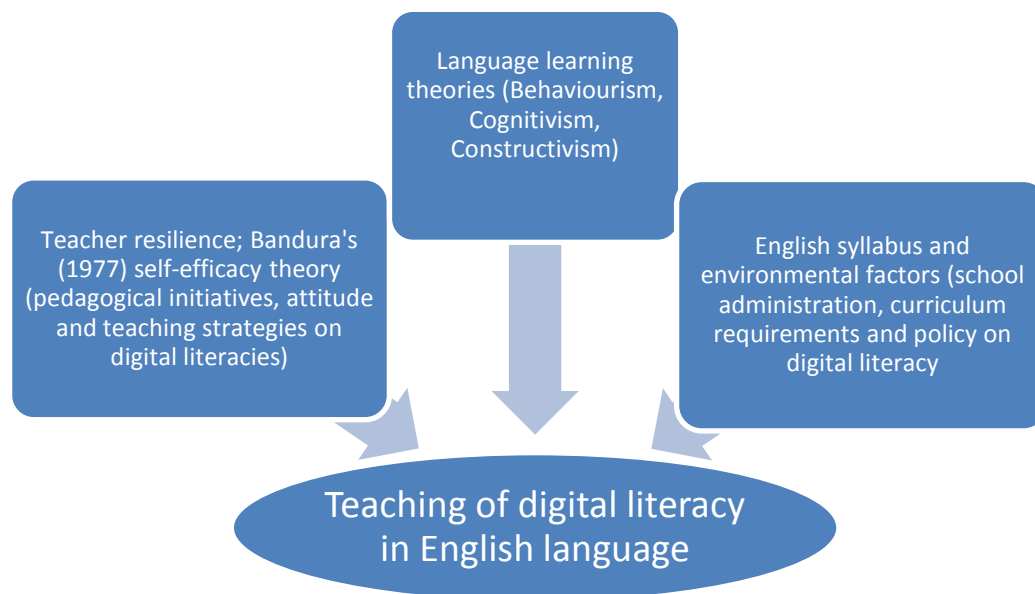 Language learning
theories (Behaviourism,
Cognitivism,
Constructivism)
Teacher resilience; Bandura's
(1977) self-efficacy theory
(pedagogical initiatives, attitude
and teaching strategies on
digital literacies)
English syllabus and
environmental factors (school
administration, curriculum
requirements and policy on
digital literacy
Teaching of digital literacy
in English language